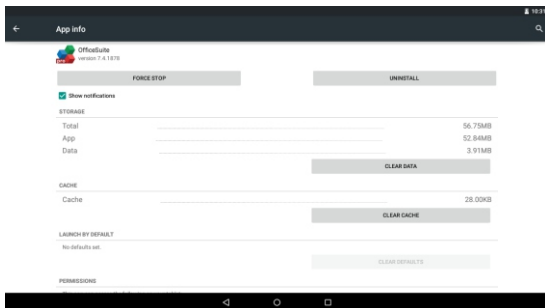 10:31
App info
OfficeSuite
version 7.4.1878
FORCE STOP
UNINSTALL
Show notifications
STORAGE
Total 56.75MB
App 52.84MB
Data 3.91MB
CLEAR DATA
CACHE
Cache 28.00KB
CLEAR CACHE
LAUNCH BY DEFAULT
No defaults set.
CLEAR DEFAULTS
PERMISSIONS